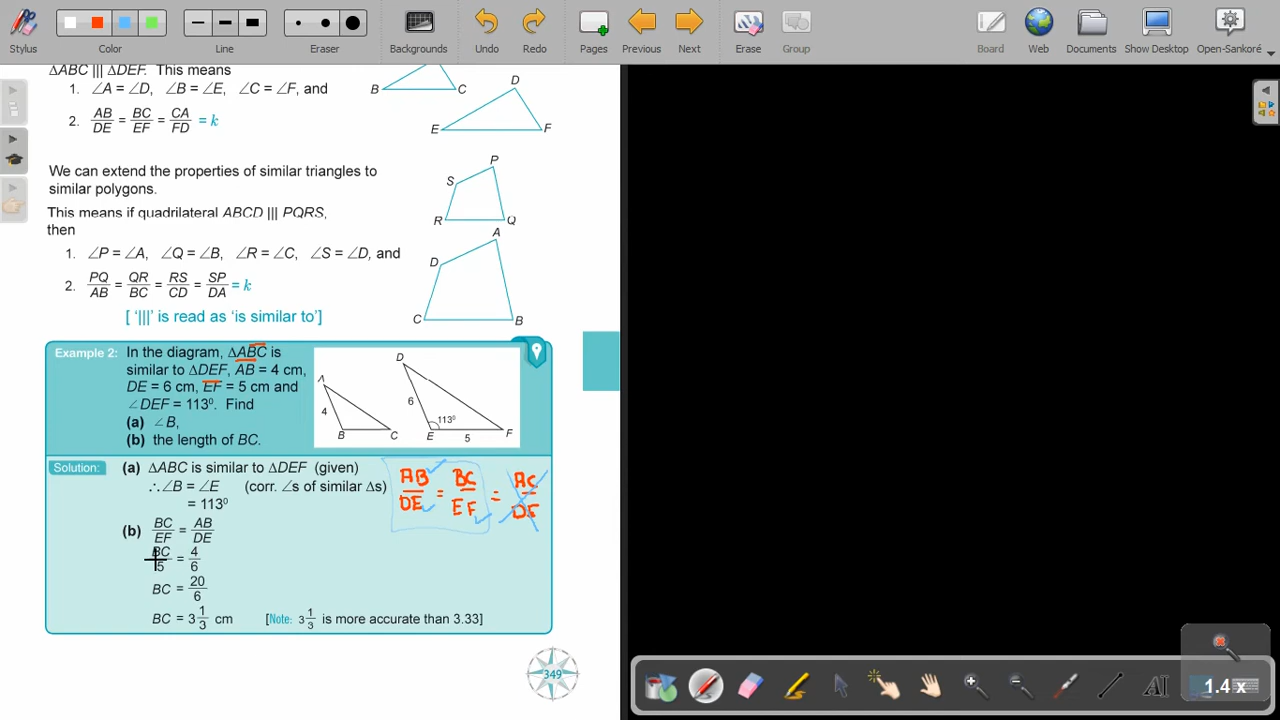 Stylus Color Line Eraser Backgrounds Undo Redo Pages Previous Next Erase Group Board Web Documents Show Desktop Open-Sankoré
ΔABC ||| ΔDEF. This means
1. ∠A = ∠D, ∠B = ∠E, ∠C = ∠F, and
2. AB/DE = BC/EF = CA/FD = k
B C
D
E F
We can extend the properties of similar triangles to
similar polygons.
This means if quadrilateral ABCD ||| PQRS,
then
1. ∠P = ∠A, ∠Q = ∠B, ∠R = ∠C, ∠S = ∠D, and
2. PQ/AB = QR/BC = RS/CD = SP/DA = k
[ '|||' is read as 'is similar to']
P
S
R Q
A
D
C B
Example 2: In the diagram, ΔABC is
similar to ΔDEF, AB = 4 cm,
DE = 6 cm, EF = 5 cm and
∠DEF = 113⁰. Find
(a) ∠B,
(b) the length of BC.
D
A
4 6 113⁰
B C E 5 F
Solution: (a) ΔABC is similar to ΔDEF (given)
∴∠B = ∠E (corr. ∠s of similar Δs)
= 113⁰
AB/DE = BC/EF = AC/DF
(b) BC/EF = AB/DE
BC/5 = 4/6
BC = 20/6
BC = 3 1/3 cm [Note: 3 1/3 is more accurate than 3.33]
349
1.4 x